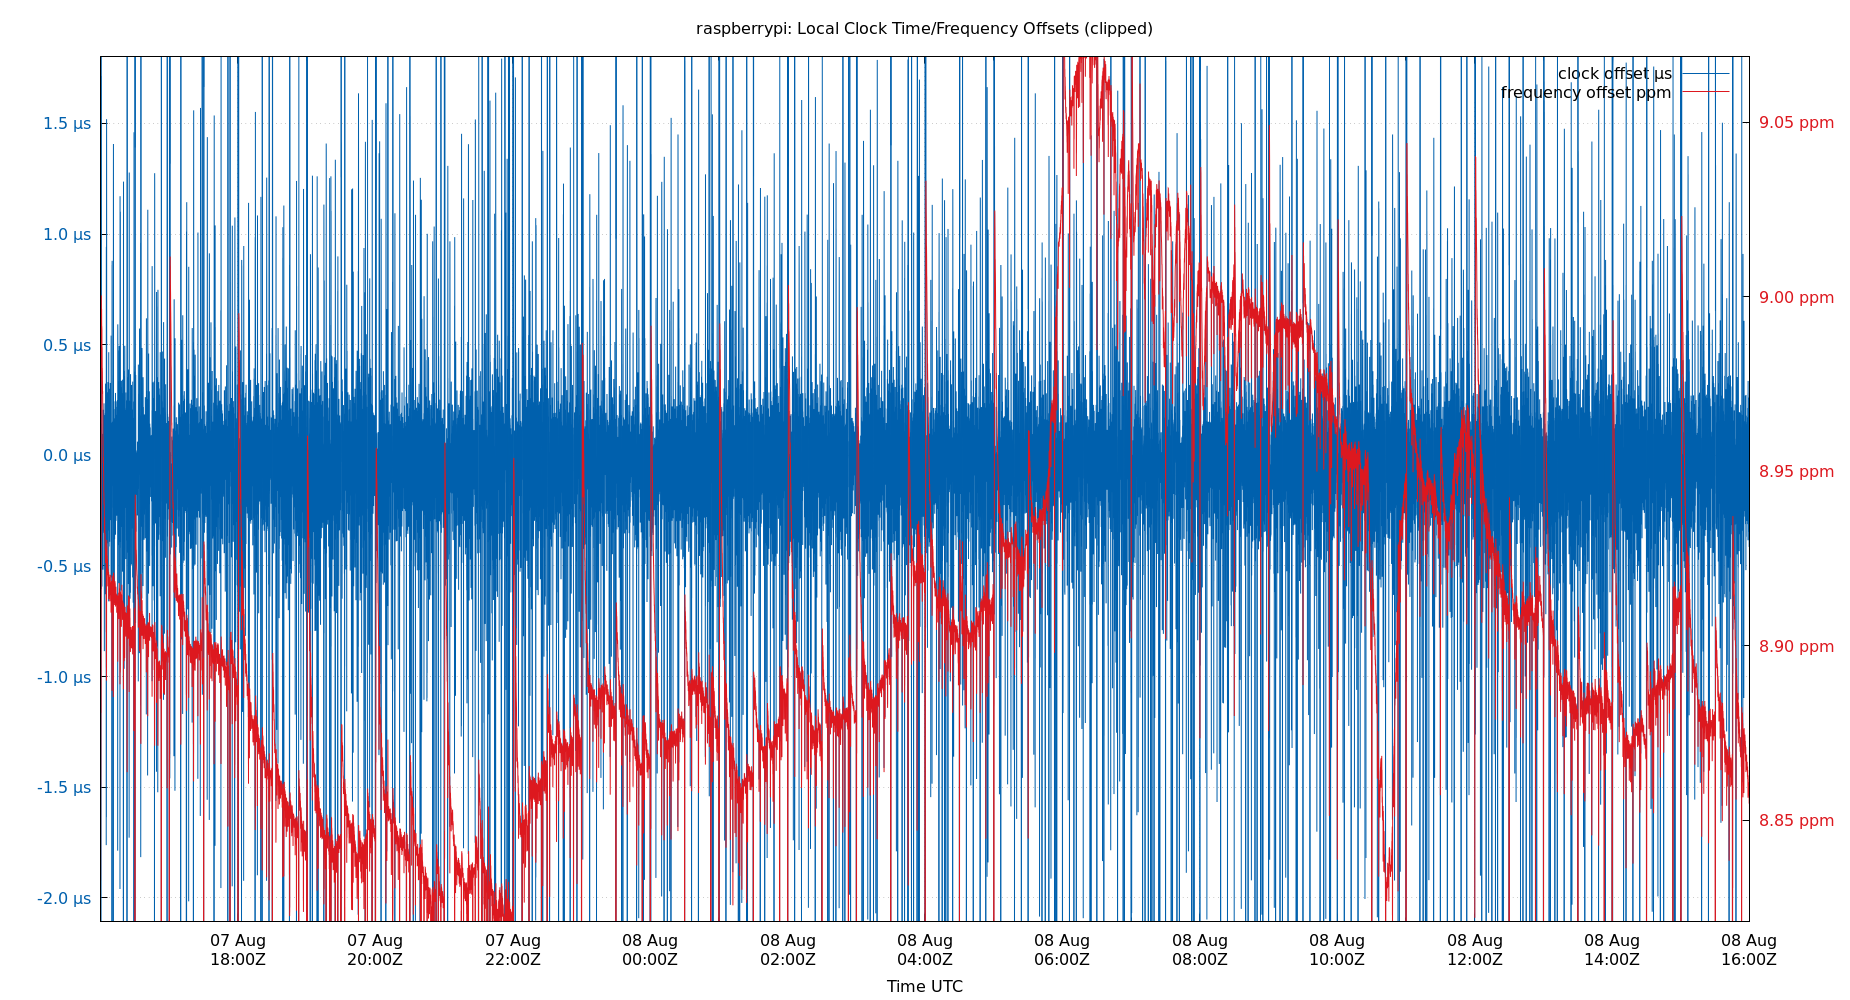 raspberrypi: Local Clock Time/Frequency Offsets (clipped)
clock offset µs
frequency offset ppm
1.5 µs
1.0 µs
0.5 µs
0.0 µs
-0.5 µs
-1.0 µs
-1.5 µs
-2.0 µs
9.05 ppm
9.00 ppm
8.95 ppm
8.90 ppm
8.85 ppm
07 Aug
18:00Z
07 Aug
20:00Z
07 Aug
22:00Z
08 Aug
00:00Z
08 Aug
02:00Z
08 Aug
04:00Z
08 Aug
06:00Z
08 Aug
08:00Z
08 Aug
10:00Z
08 Aug
12:00Z
08 Aug
14:00Z
08 Aug
16:00Z
Time UTC